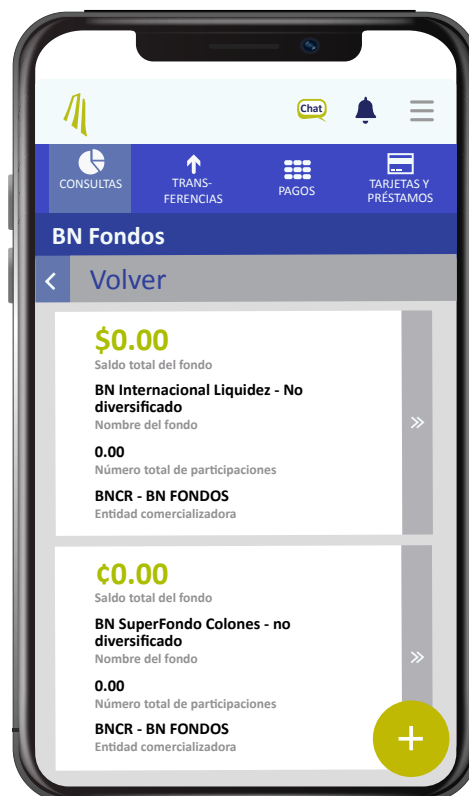 Chat
CONSULTAS
TRANS-
FERENCIAS
PAGOS
TARJETAS Y
PRÉSTAMOS
BN Fondos
Volver
$0.00
Saldo total del fondo
BN Internacional Liquidez - No
diversificado
Nombre del fondo
0.00
Número total de participaciones
BNCR - BN FONDOS
Entidad comercializadora
¢0.00
Saldo total del fondo
BN SuperFondo Colones - no
diversificado
Nombre del fondo
0.00
Número total de participaciones
BNCR - BN FONDOS
Entidad comercializadora